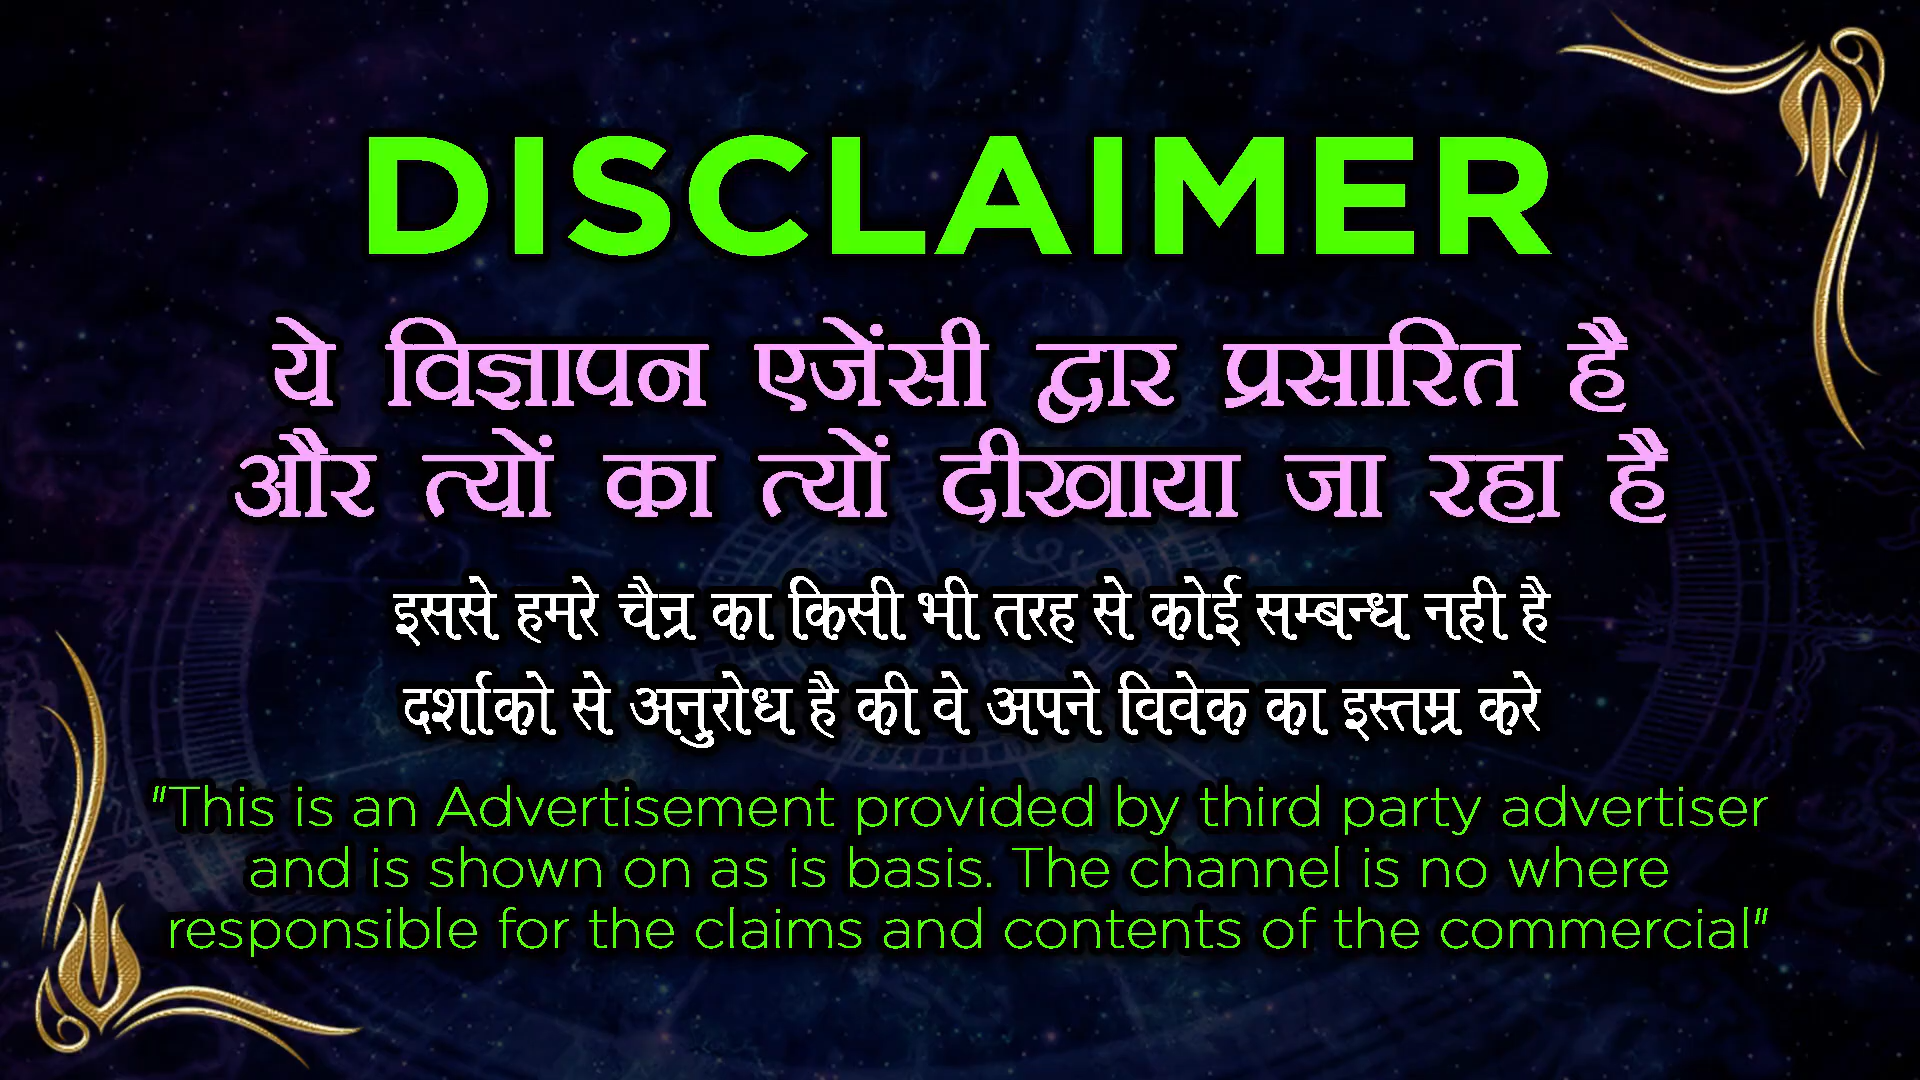 DISCLAIMER
ये विज्ञापन एजेंसी द्वार प्रसारित है
और त्यों का त्यों दीखाया जा रहा है
इससे हमरे चैन्र का किसी भी तरह से कोई सम्बन्ध नही है
दर्शाको से अनुरोध है की वे अपने विवेक का इस्तम्र करे
"This is an Advertisement provided by third party advertiser
and is shown on as is basis. The channel is no where
responsible for the claims and contents of the commercial"